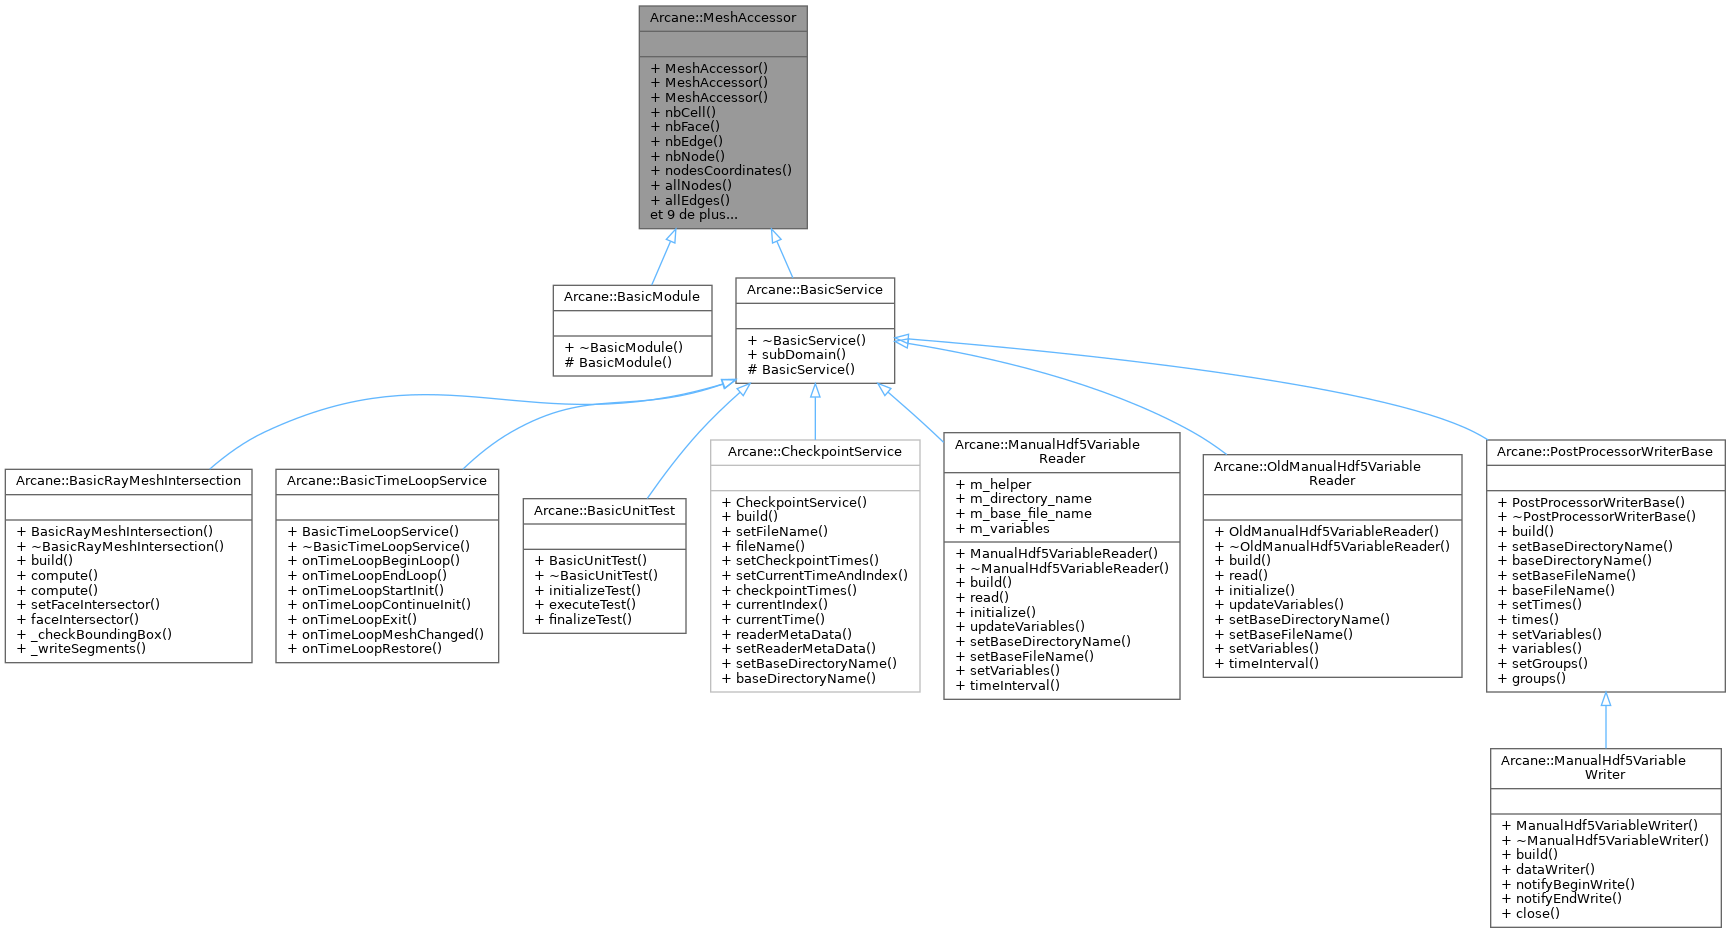 Arcane::MeshAccessor
+ MeshAccessor()
+ MeshAccessor()
+ MeshAccessor()
+ nbCell()
+ nbFace()
+ nbEdge()
+ nbNode()
+ nodesCoordinates()
+ allNodes()
+ allEdges()
et 9 de plus...
Arcane::BasicModule
+ ~BasicModule()
# BasicModule()
Arcane::BasicService
+ ~BasicService()
+ subDomain()
# BasicService()
Arcane::BasicRayMeshIntersection
+ BasicRayMeshIntersection()
+ ~BasicRayMeshIntersection()
+ build()
+ compute()
+ compute()
+ setFaceIntersector()
+ faceIntersector()
+ _checkBoundingBox()
+ _writeSegments()
Arcane::BasicTimeLoopService
+ BasicTimeLoopService()
+ ~BasicTimeLoopService()
+ onTimeLoopBeginLoop()
+ onTimeLoopEndLoop()
+ onTimeLoopStartInit()
+ onTimeLoopContinueInit()
+ onTimeLoopExit()
+ onTimeLoopMeshChanged()
+ onTimeLoopRestore()
Arcane::BasicUnitTest
+ BasicUnitTest()
+ ~BasicUnitTest()
+ initializeTest()
+ executeTest()
+ finalizeTest()
Arcane::CheckpointService
+ CheckpointService()
+ build()
+ setFileName()
+ fileName()
+ setCheckpointTimes()
+ setCurrentTimeAndIndex()
+ checkpointTimes()
+ currentIndex()
+ currentTime()
+ readerMetaData()
+ setReaderMetaData()
+ setBaseDirectoryName()
+ baseDirectoryName()
Arcane::ManualHdf5Variable
Reader
+ m_helper
+ m_directory_name
+ m_base_file_name
+ m_variables
+ ManualHdf5VariableReader()
+ ~ManualHdf5VariableReader()
+ build()
+ read()
+ initialize()
+ updateVariables()
+ setBaseDirectoryName()
+ setBaseFileName()
+ setVariables()
+ timeInterval()
Arcane::OldManualHdf5Variable
Reader
+ OldManualHdf5VariableReader()
+ ~OldManualHdf5VariableReader()
+ build()
+ read()
+ initialize()
+ updateVariables()
+ setBaseDirectoryName()
+ setBaseFileName()
+ setVariables()
+ timeInterval()
Arcane::PostProcessorWriterBase
+ PostProcessorWriterBase()
+ ~PostProcessorWriterBase()
+ build()
+ setBaseDirectoryName()
+ baseDirectoryName()
+ setBaseFileName()
+ baseFileName()
+ setTimes()
+ times()
+ setVariables()
+ variables()
+ setGroups()
+ groups()
Arcane::ManualHdf5Variable
Writer
+ ManualHdf5VariableWriter()
+ ~ManualHdf5VariableWriter()
+ build()
+ dataWriter()
+ notifyBeginWrite()
+ notifyEndWrite()
+ close()